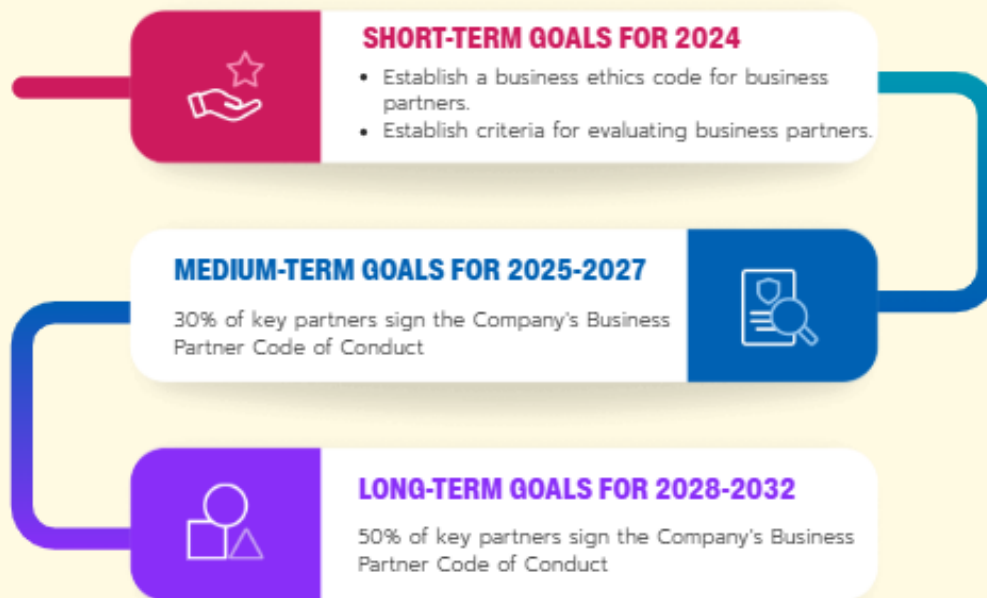 SHORT-TERM GOALS FOR 2024
• Establish a business ethics code for business
partners.
• Establish criteria for evaluating business partners.
MEDIUM-TERM GOALS FOR 2025-2027
30% of key partners sign the Company's Business
Partner Code of Conduct
LONG-TERM GOALS FOR 2028-2032
50% of key partners sign the Company's Business
Partner Code of Conduct